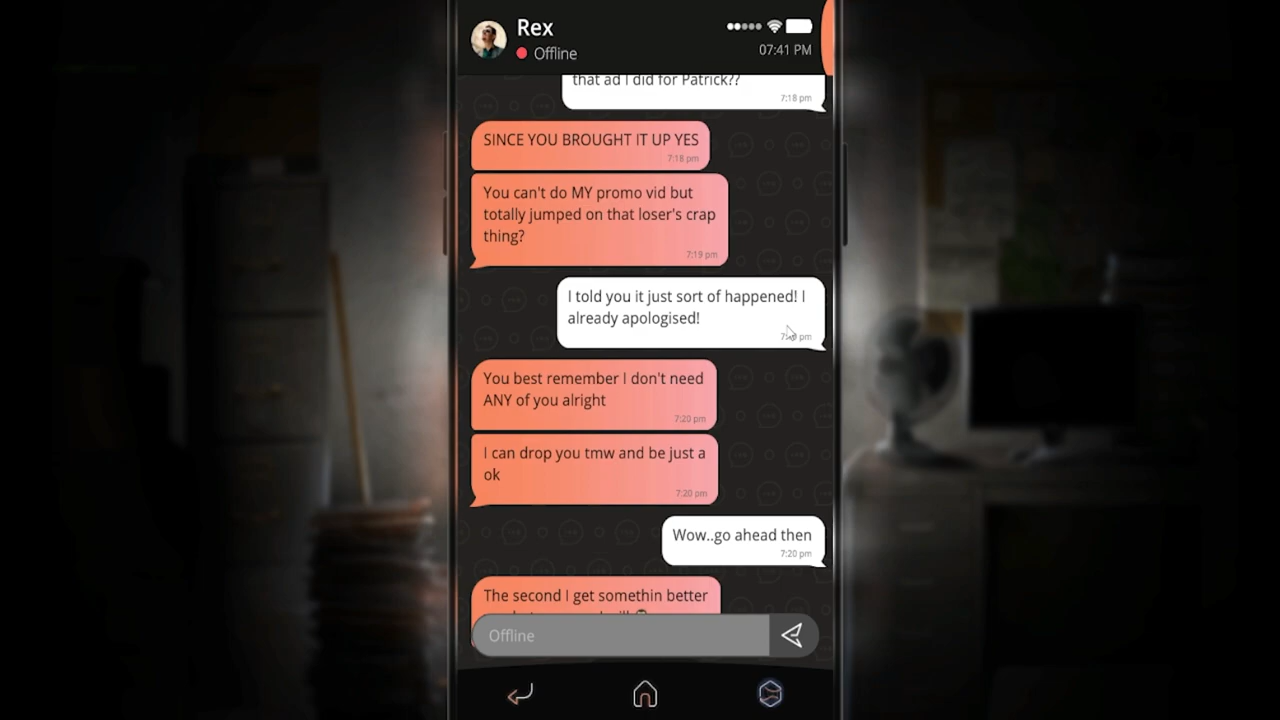 Rex
Offline
07:41 PM
that ad I did for Patrick??
7:18 pm
SINCE YOU BROUGHT IT UP YES
7:18 pm
You can't do MY promo vid but
totally jumped on that loser's crap
thing?
7:19 pm
I told you it just sort of happened! I
already apologised!
pm
You best remember I don't need
ANY of you alright
7:20 pm
I can drop you tmw and be just a
ok
7:20 pm
Wow..go ahead then
7:20 pm
The second I get somethin better
Offline